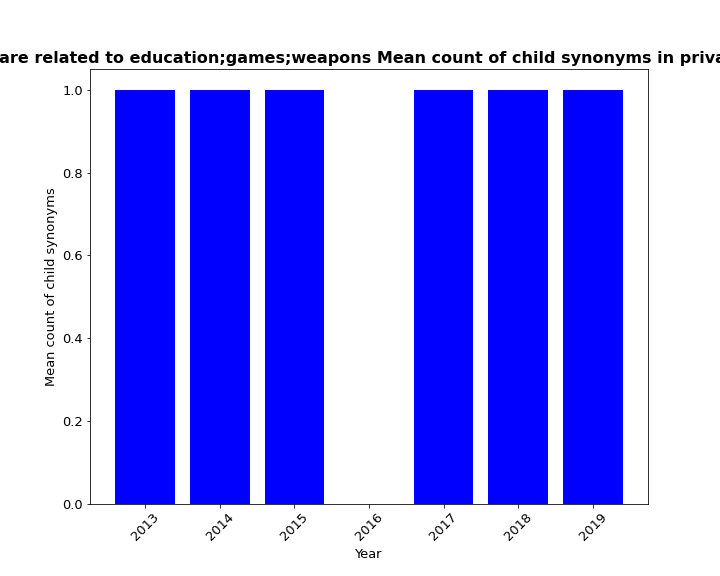 are related to education;games;weapons Mean count of child synonyms in priva
Mean count of child synonyms
1.0
0.8
0.6
0.4
0.2
0.0
2013 2014 2015 2016 2017 2018 2019
Year